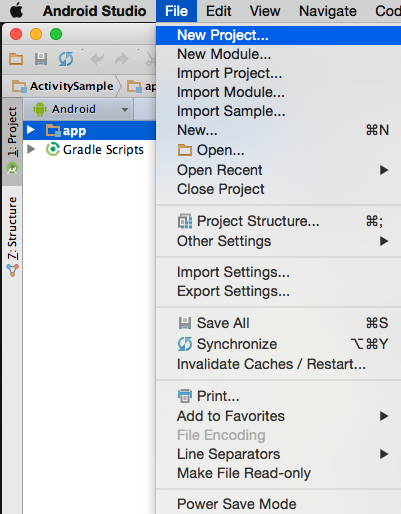 Android Studio File Edit View Navigate Cod
New Project...
New Module...
Import Project...
Import Module...
Import Sample...
New... ⌘N
Open...
Open Recent
Close Project
Project Structure... ⌘;
Other Settings
Import Settings...
Export Settings...
Save All ⌘S
Synchronize ⌥⌘Y
Invalidate Caches / Restart...
Print...
Add to Favorites
File Encoding
Line Separators
Make File Read-only
Power Save Mode
ActivitySample ap
Android
app
Gradle Scripts
1: Project
7: Structure